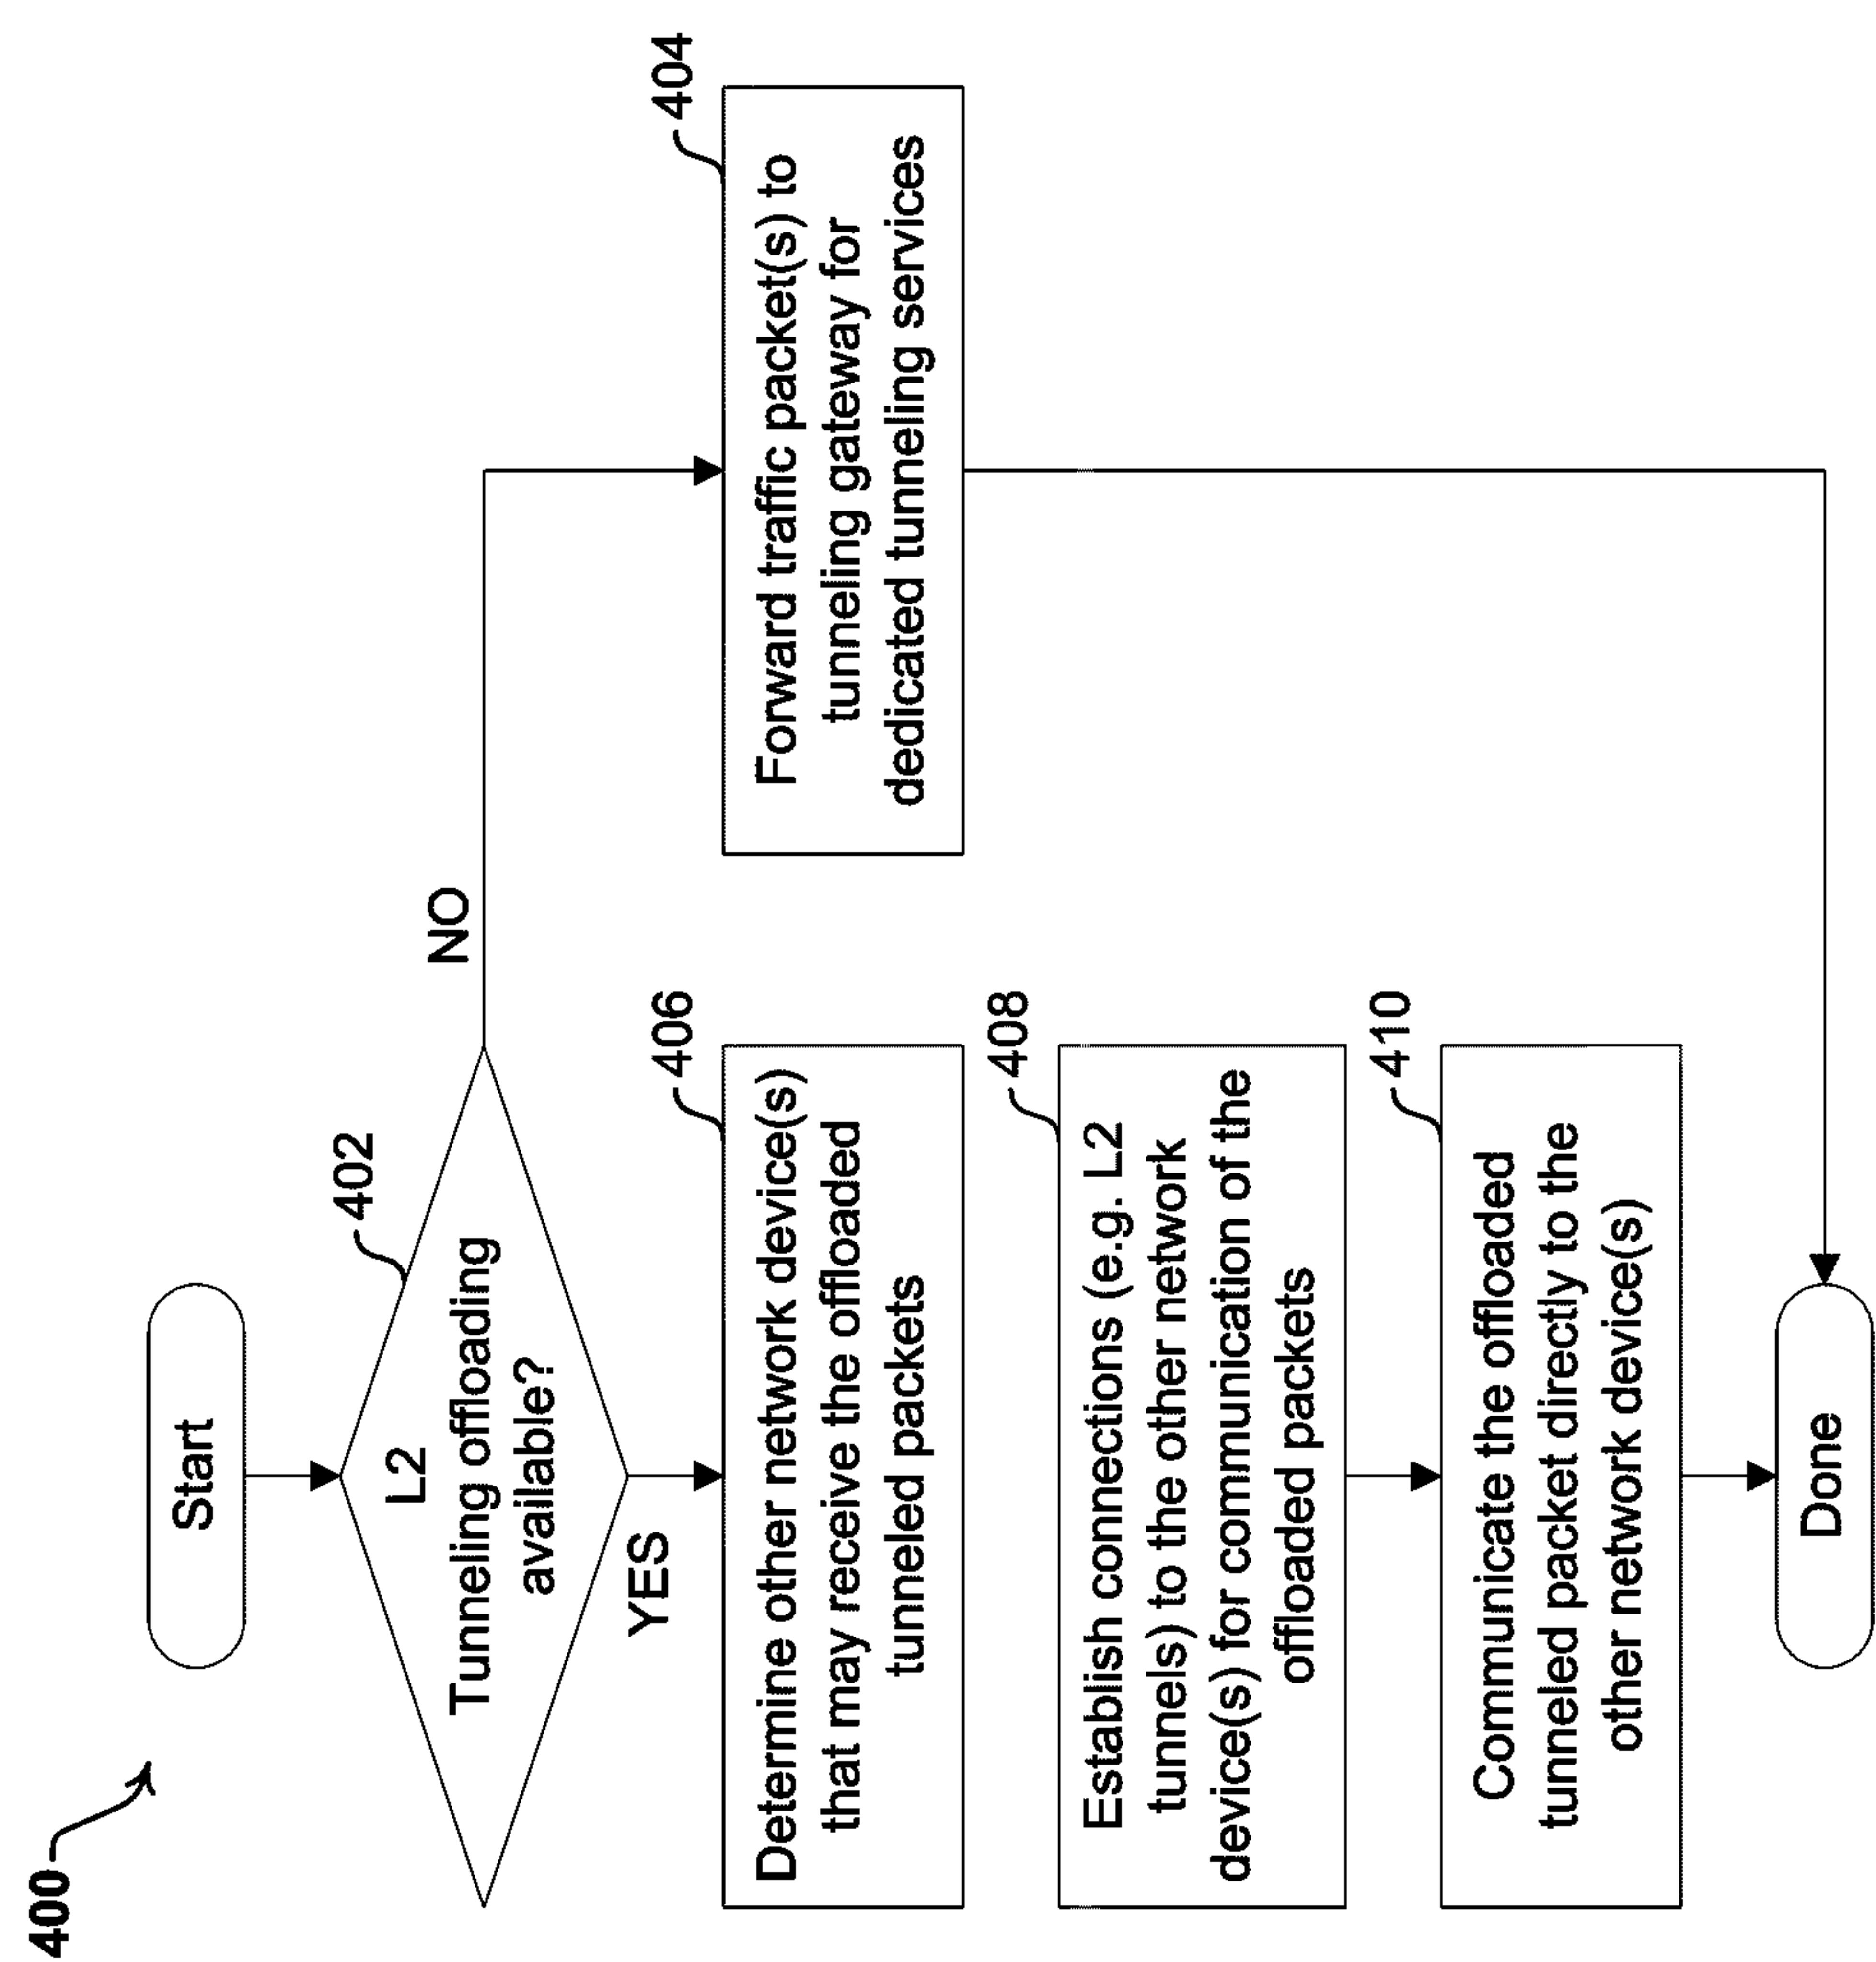 400
Start
402
L2
Tunneling offloading
available?
NO
YES
404
Forward traffic packet(s) to
tunneling gateway for
dedicated tunneling services
406
Determine other network device(s)
that may receive the offloaded
tunneled packets
408
Establish connections (e.g. L2
tunnels) to the other network
device(s) for communication of the
offloaded packets
410
Communicate the offloaded
tunneled packet directly to the
other network device(s)
Done